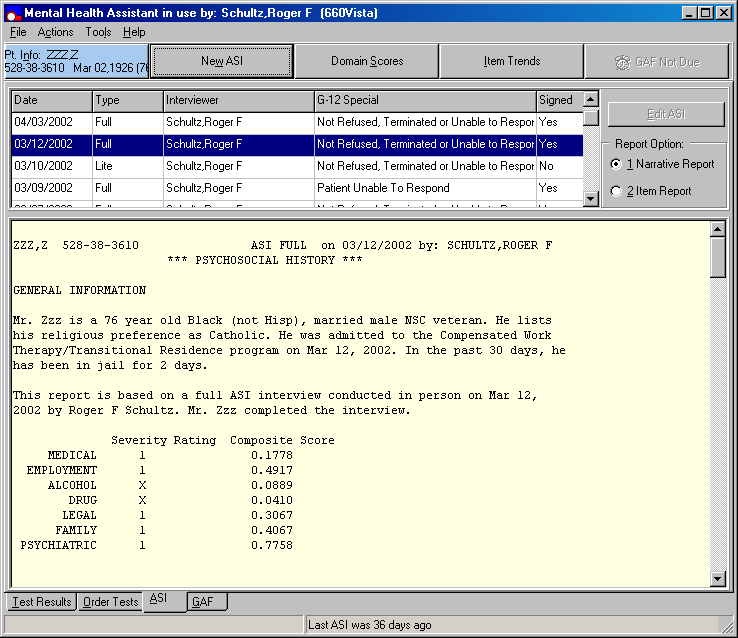 Mental Health Assistant in use by: Schultz,Roger F (660Vista)
File Actions Tools Help
Pt. Info: ZZZ,Z
528-38-3610 Mar 02,1926 (76
New ASI Domain Scores Item Trends GAF Not Due
Date Type Interviewer G-12 Special Signed
04/03/2002 Full Schultz,Roger F Not Refused, Terminated or Unable to Respor Yes
03/12/2002 Full Schultz,Roger F Not Refused, Terminated or Unable to Respor Yes
03/10/2002 Lite Schultz,Roger F Not Refused, Terminated or Unable to Respor No
03/09/2002 Full Schultz,Roger F Patient Unable To Respond Yes
Edit ASI
Report Option:
1 Narrative Report
2 Item Report
ZZZ,Z 528-38-3610 ASI FULL on 03/12/2002 by: SCHULTZ,ROGER F
*** PSYCHOSOCIAL HISTORY ***
GENERAL INFORMATION
Mr. Zzz is a 76 year old Black (not Hisp), married male NSC veteran. He lists
his religious preference as Catholic. He was admitted to the Compensated Work
Therapy/Transitional Residence program on Mar 12, 2002. In the past 30 days, he
has been in jail for 2 days.
This report is based on a full ASI interview conducted in person on Mar 12,
2002 by Roger F Schultz. Mr. Zzz completed the interview.
Severity Rating Composite Score
MEDICAL 1 0.1778
EMPLOYMENT 1 0.4917
ALCOHOL X 0.0889
DRUG X 0.0410
LEGAL 1 0.3067
FAMILY 1 0.4067
PSYCHIATRIC 1 0.7758
Test Results Order Tests ASI GAF
Last ASI was 36 days ago